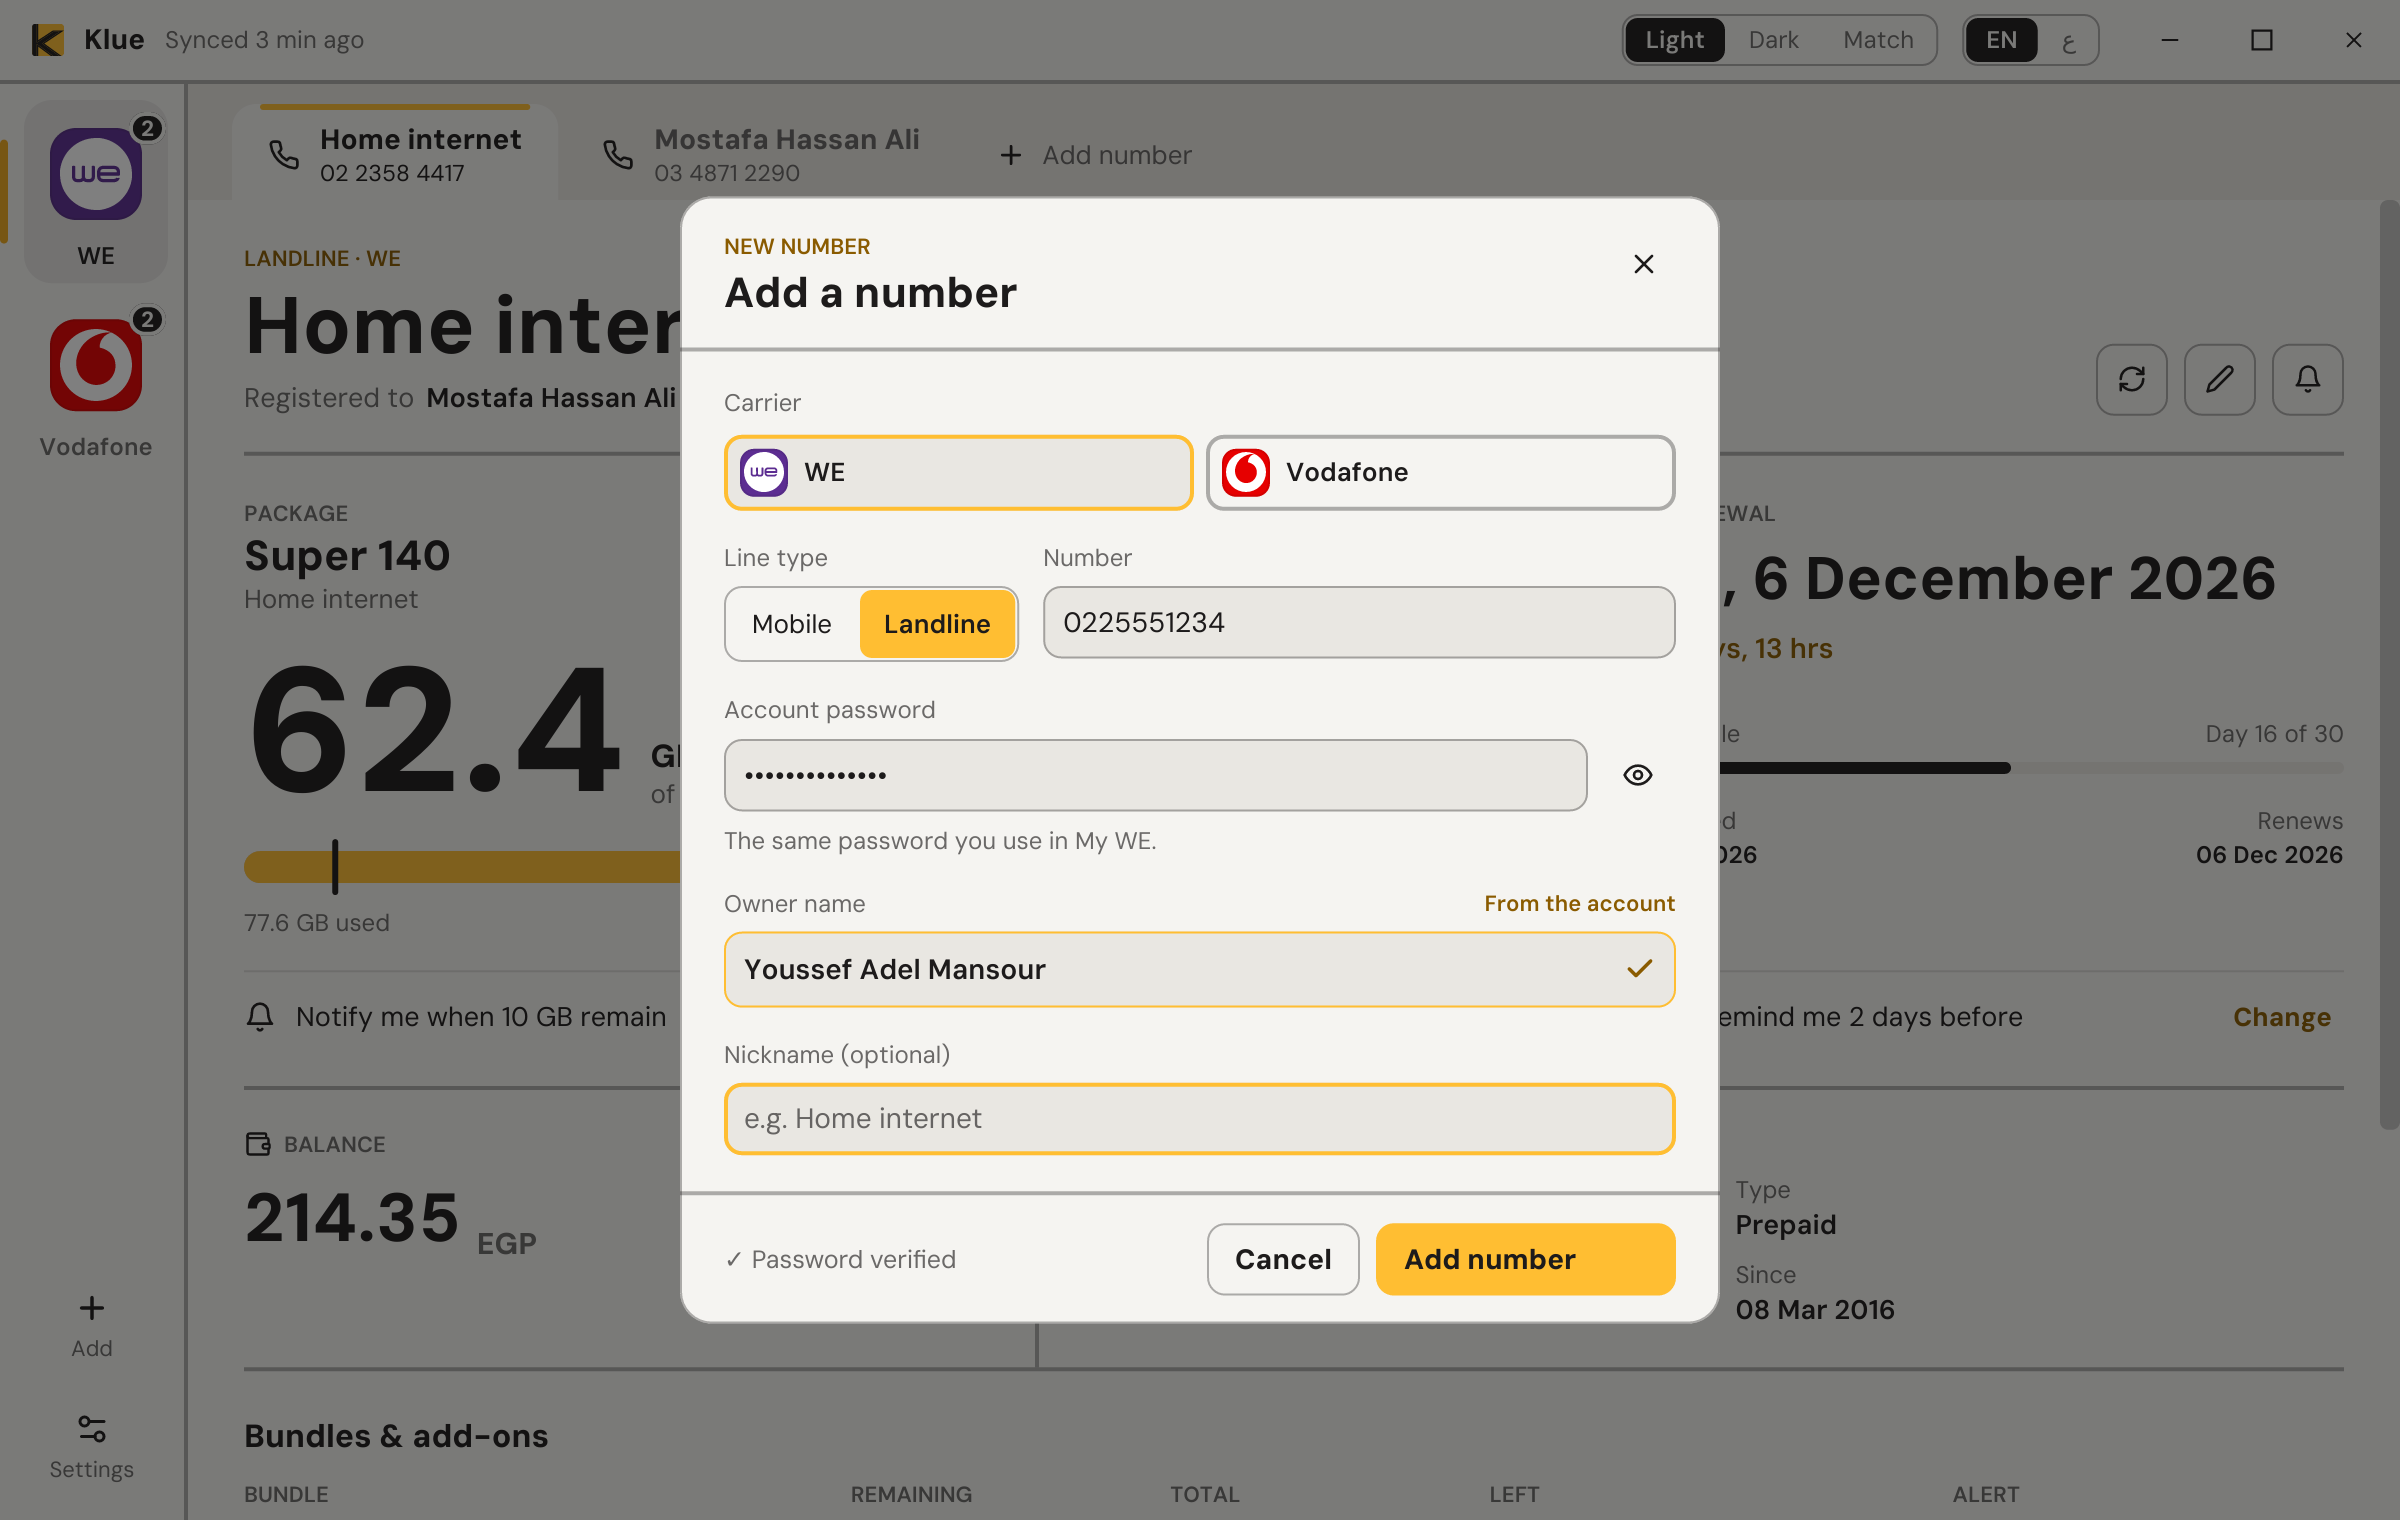 Klue Synced 3 min ago
Light Dark Match EN ع
2
WE
2
Vodafone
Add
Settings
Home internet
02 2358 4417
Mostafa Hassan Ali
03 4871 2290
Add number
LANDLINE · WE
Home inter
Registered to Mostafa Hassan Ali
PACKAGE
Super 140
Home internet
62.4
of
77.6 GB used
Notify me when 10 GB remain
BALANCE
214.35 EGP
NEW NUMBER
Add a number
Carrier
WE
Vodafone
Line type
Mobile Landline
Number
0225551234
Account password
••••••••••••••
The same password you use in My WE.
Owner name From the account
Youssef Adel Mansour
Nickname (optional)
e.g. Home internet
✓ Password verified
Cancel Add number
, 6 December 2026
13 hrs
Day 16 of 30
Renews
06 Dec 2026
me 2 days before Change
Type
Prepaid
Since
08 Mar 2016
Bundles & add-ons
BUNDLE REMAINING TOTAL LEFT ALERT